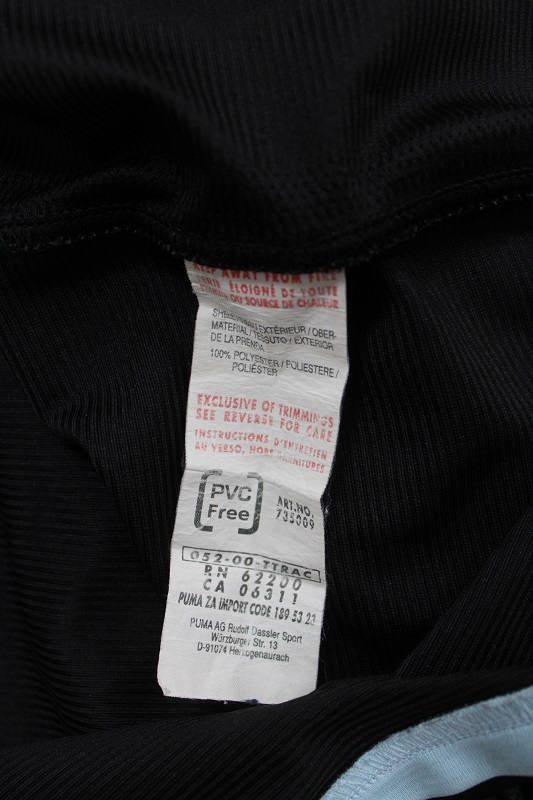 KEEP AWAY FROM FIRE
TENIR ÉLOIGNÉ DE TOUTE
OU SOURCE DE CHALEUR
EXTÉRIEUR / OBER-
MATERIAL / TESSUTO / EXTERIOR
DE LA PRENDA
100% POLYESTER / POLIESTERE /
POLIÉSTER
EXCLUSIVE OF TRIMMINGS
SEE REVERSE FOR CARE
INSTRUCTIONS D'ENTRETIEN
AU VERSO, HORS GARNITURES
PVC
Free
ART.NO.
735009
052-00-TTRAC
RN 62200
CA 06311
PUMA ZA IMPORT CODE 189 53 23
PUMA AG Rudolf Dassler Sport
Würzburger Str. 13
D-91074 Herzogenaurach